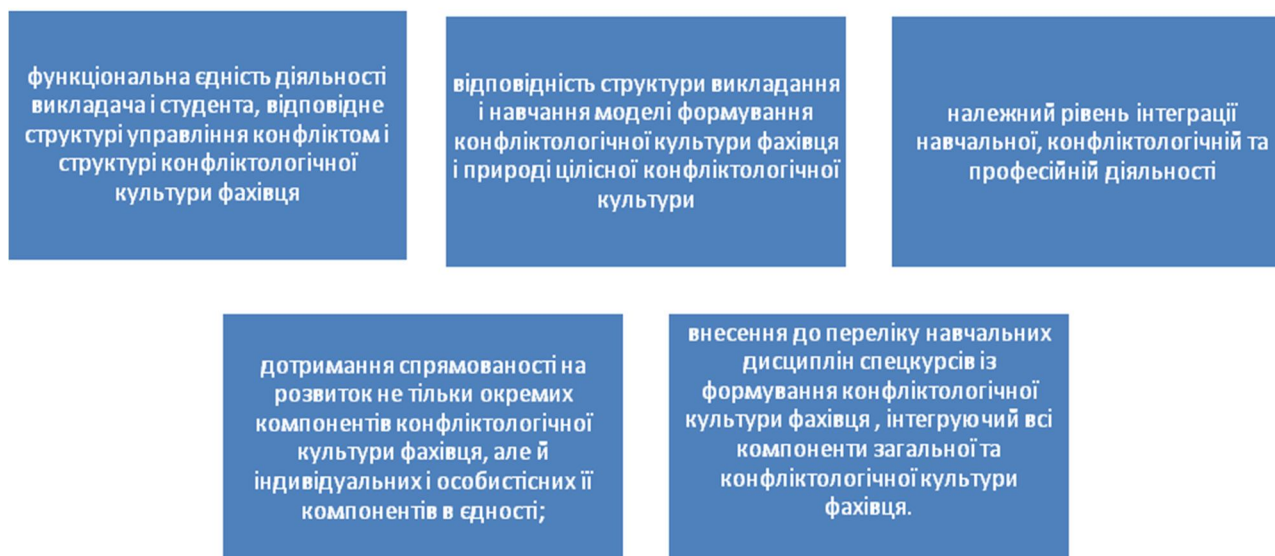 функціональна єдність діяльності
викладача і студента, відповідне
структурі управління конфліктом і
структурі конфліктологічної
культури фахівця
відповідність структури викладання
і навчання моделі формування
конфліктологічної культури фахівця
і природі цілісної конфліктологічної
культури
належний рівень інтеграції
навчальної, конфліктологічній та
професійній діяльності
дотримання спрямованості на
розвиток не тільки окремих
компонентів конфліктологічної
культури фахівця, але й
індивідуальних і особистісних її
компонентів в єдності;
внесення до переліку навчальних
дисциплін спецкурсів із
формування конфліктологічної
культури фахівця , інтегруючий всі
компоненти загальної та
конфліктологічної культури
фахівця.